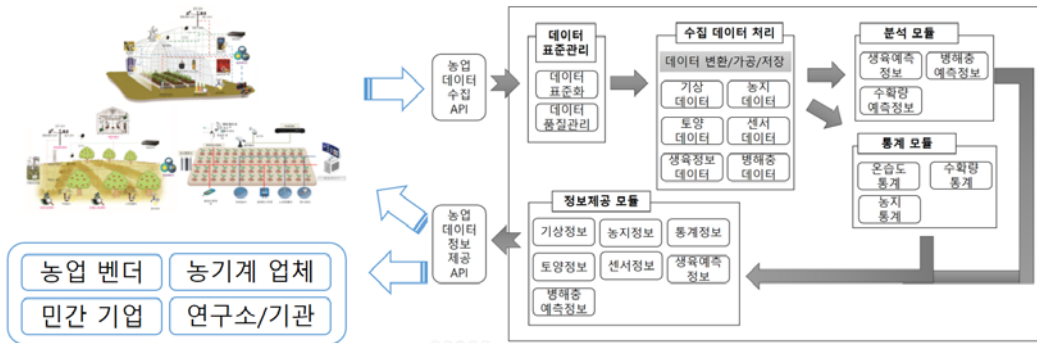 농업
데이터
수집
API
데이터
표준관리
데이터
표준화
데이터
품질관리
수집 데이터 처리
데이터 변환/가공/저장
기상
데이터
농지
데이터
토양
데이터
센서
데이터
생육정보
데이터
병해충
데이터
분석 모듈
생육예측
정보
병해충
예측정보
수확량
예측정보
통계 모듈
온습도
통계
수확량
통계
농지
통계
정보제공 모듈
기상정보
농지정보
통계정보
토양정보
센서정보
생육예측
정보
병해충
예측정보
농업
데이터
정보
제공
API
농업 벤더
농기계 업체
민간 기업
연구소/기관